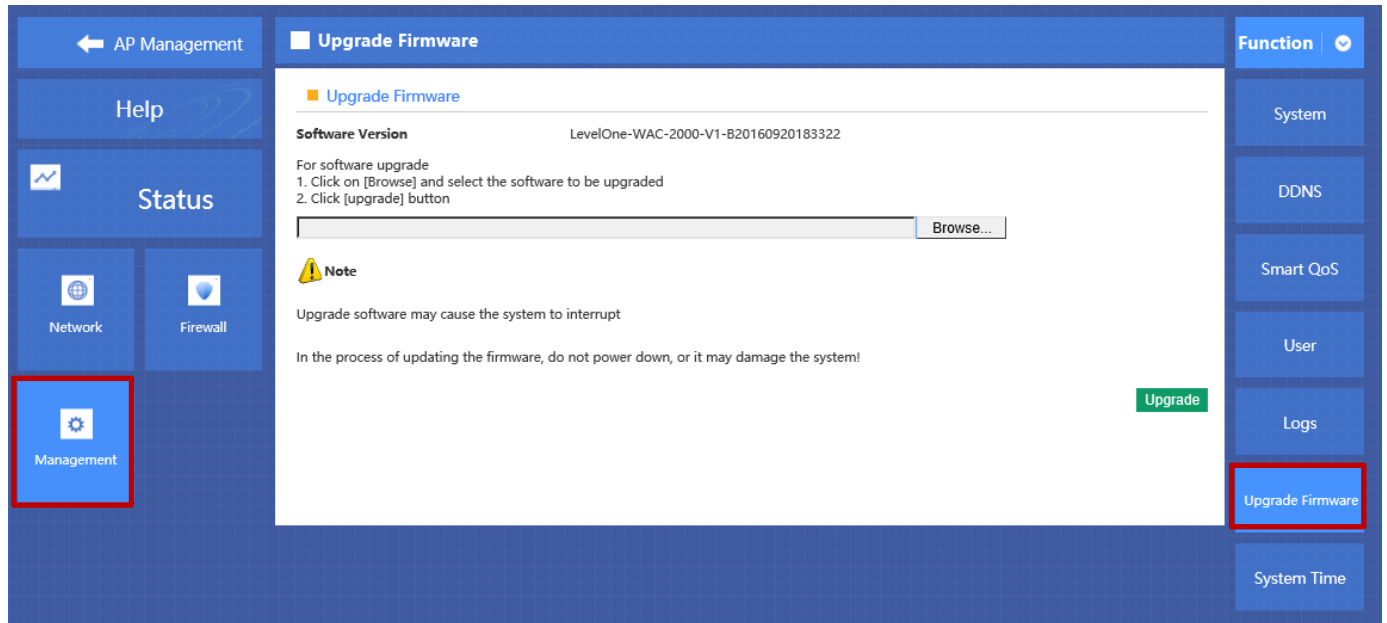 AP Management
Help
Status
Network
Firewall
Management
Upgrade Firmware
Upgrade Firmware
Software Version LevelOne-WAC-2000-V1-B20160920183322
For software upgrade
1. Click on [Browse] and select the software to be upgraded
2. Click [upgrade] button
Browse...
Note
Upgrade software may cause the system to interrupt
In the process of updating the firmware, do not power down, or it may damage the system!
Upgrade
Function
System
DDNS
Smart QoS
User
Logs
Upgrade Firmware
System Time